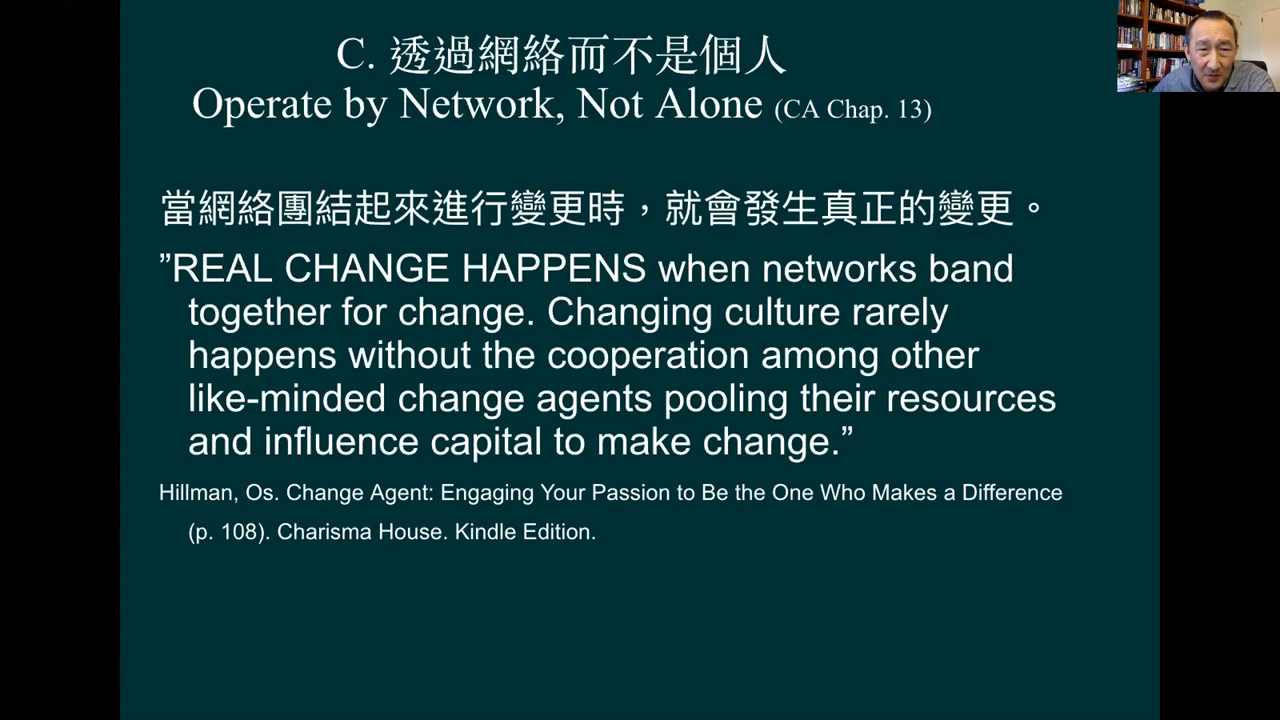 C. 透過網絡而不是個人
Operate by Network, Not Alone (CA Chap. 13)
當網絡團結起來進行變更時，就會發生真正的變更。
”REAL CHANGE HAPPENS when networks band
together for change. Changing culture rarely
happens without the cooperation among other
like-minded change agents pooling their resources
and influence capital to make change.”
Hillman, Os. Change Agent: Engaging Your Passion to Be the One Who Makes a Difference
(p. 108). Charisma House. Kindle Edition.